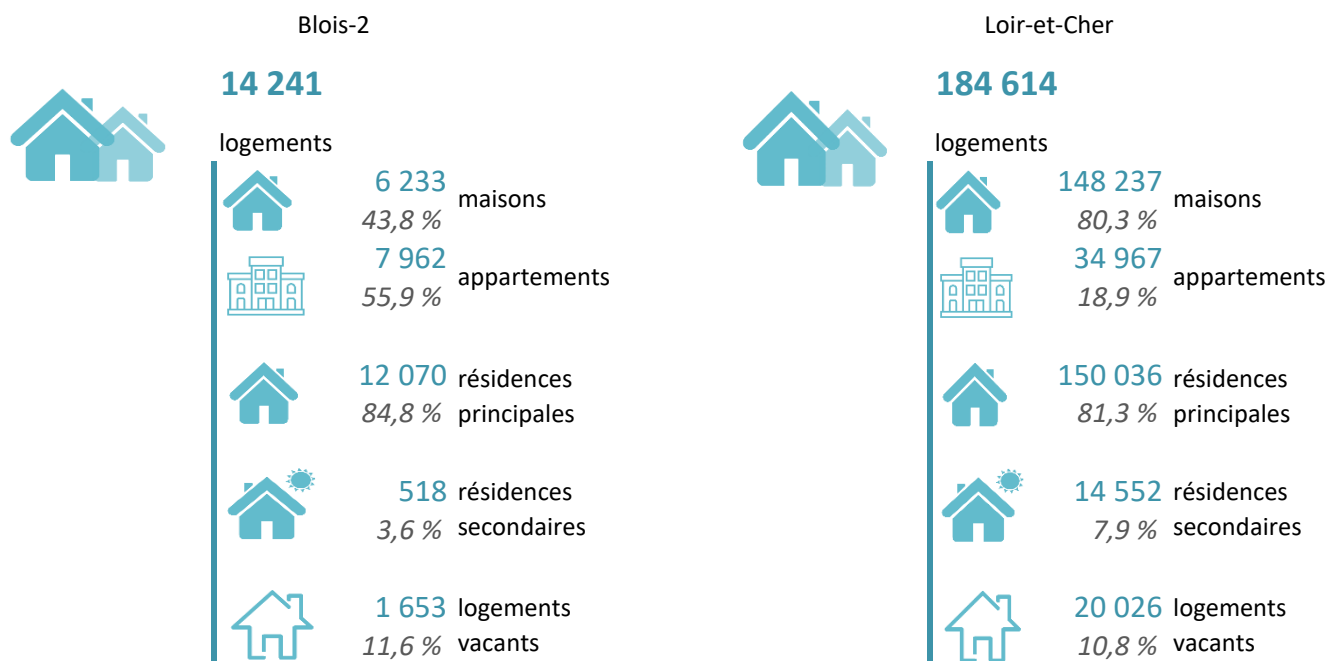 Blois-2
14 241
logements
6 233
maisons
43,8 %
7 962
appartements
55,9 %
12 070 résidences
84,8 % principales
518 résidences
3,6 % secondaires
1 653 logements
11,6 % vacants
Loir-et-Cher
184 614
logements
148 237
maisons
80,3 %
34 967
appartements
18,9 %
150 036 résidences
81,3 % principales
14 552 résidences
7,9 % secondaires
20 026 logements
10,8 % vacants